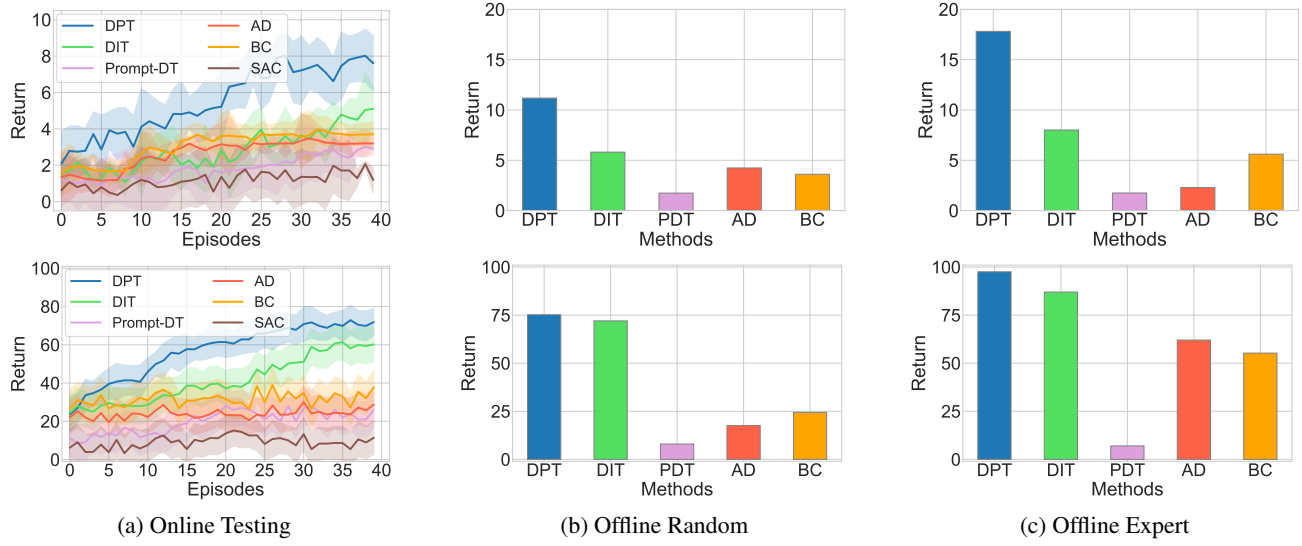 10
8
6
4
2
0
Return
DPT
DIT
Prompt-DT
AD
BC
SAC
0 5 10 15 20 25 30 35 40
Episodes
20
15
10
5
0
Return
DPT DIT PDT AD BC
Methods
20
15
10
5
0
Return
DPT DIT PDT AD BC
Methods
100
80
60
40
20
0
Return
DPT
DIT
Prompt-DT
AD
BC
SAC
0 5 10 15 20 25 30 35 40
Episodes
100
75
50
25
0
Return
DPT DIT PDT AD BC
Methods
100
75
50
25
0
Return
DPT DIT PDT AD BC
Methods
(a) Online Testing
(b) Offline Random
(c) Offline Expert